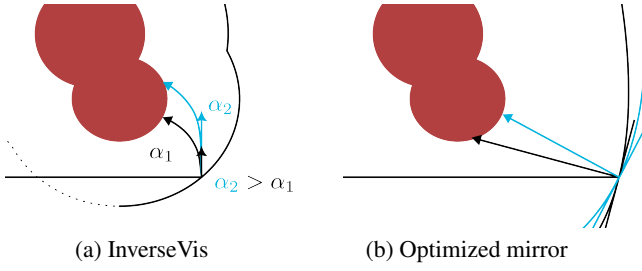 α₂
α₁
α₂ > α₁
(a) InverseVis
(b) Optimized mirror